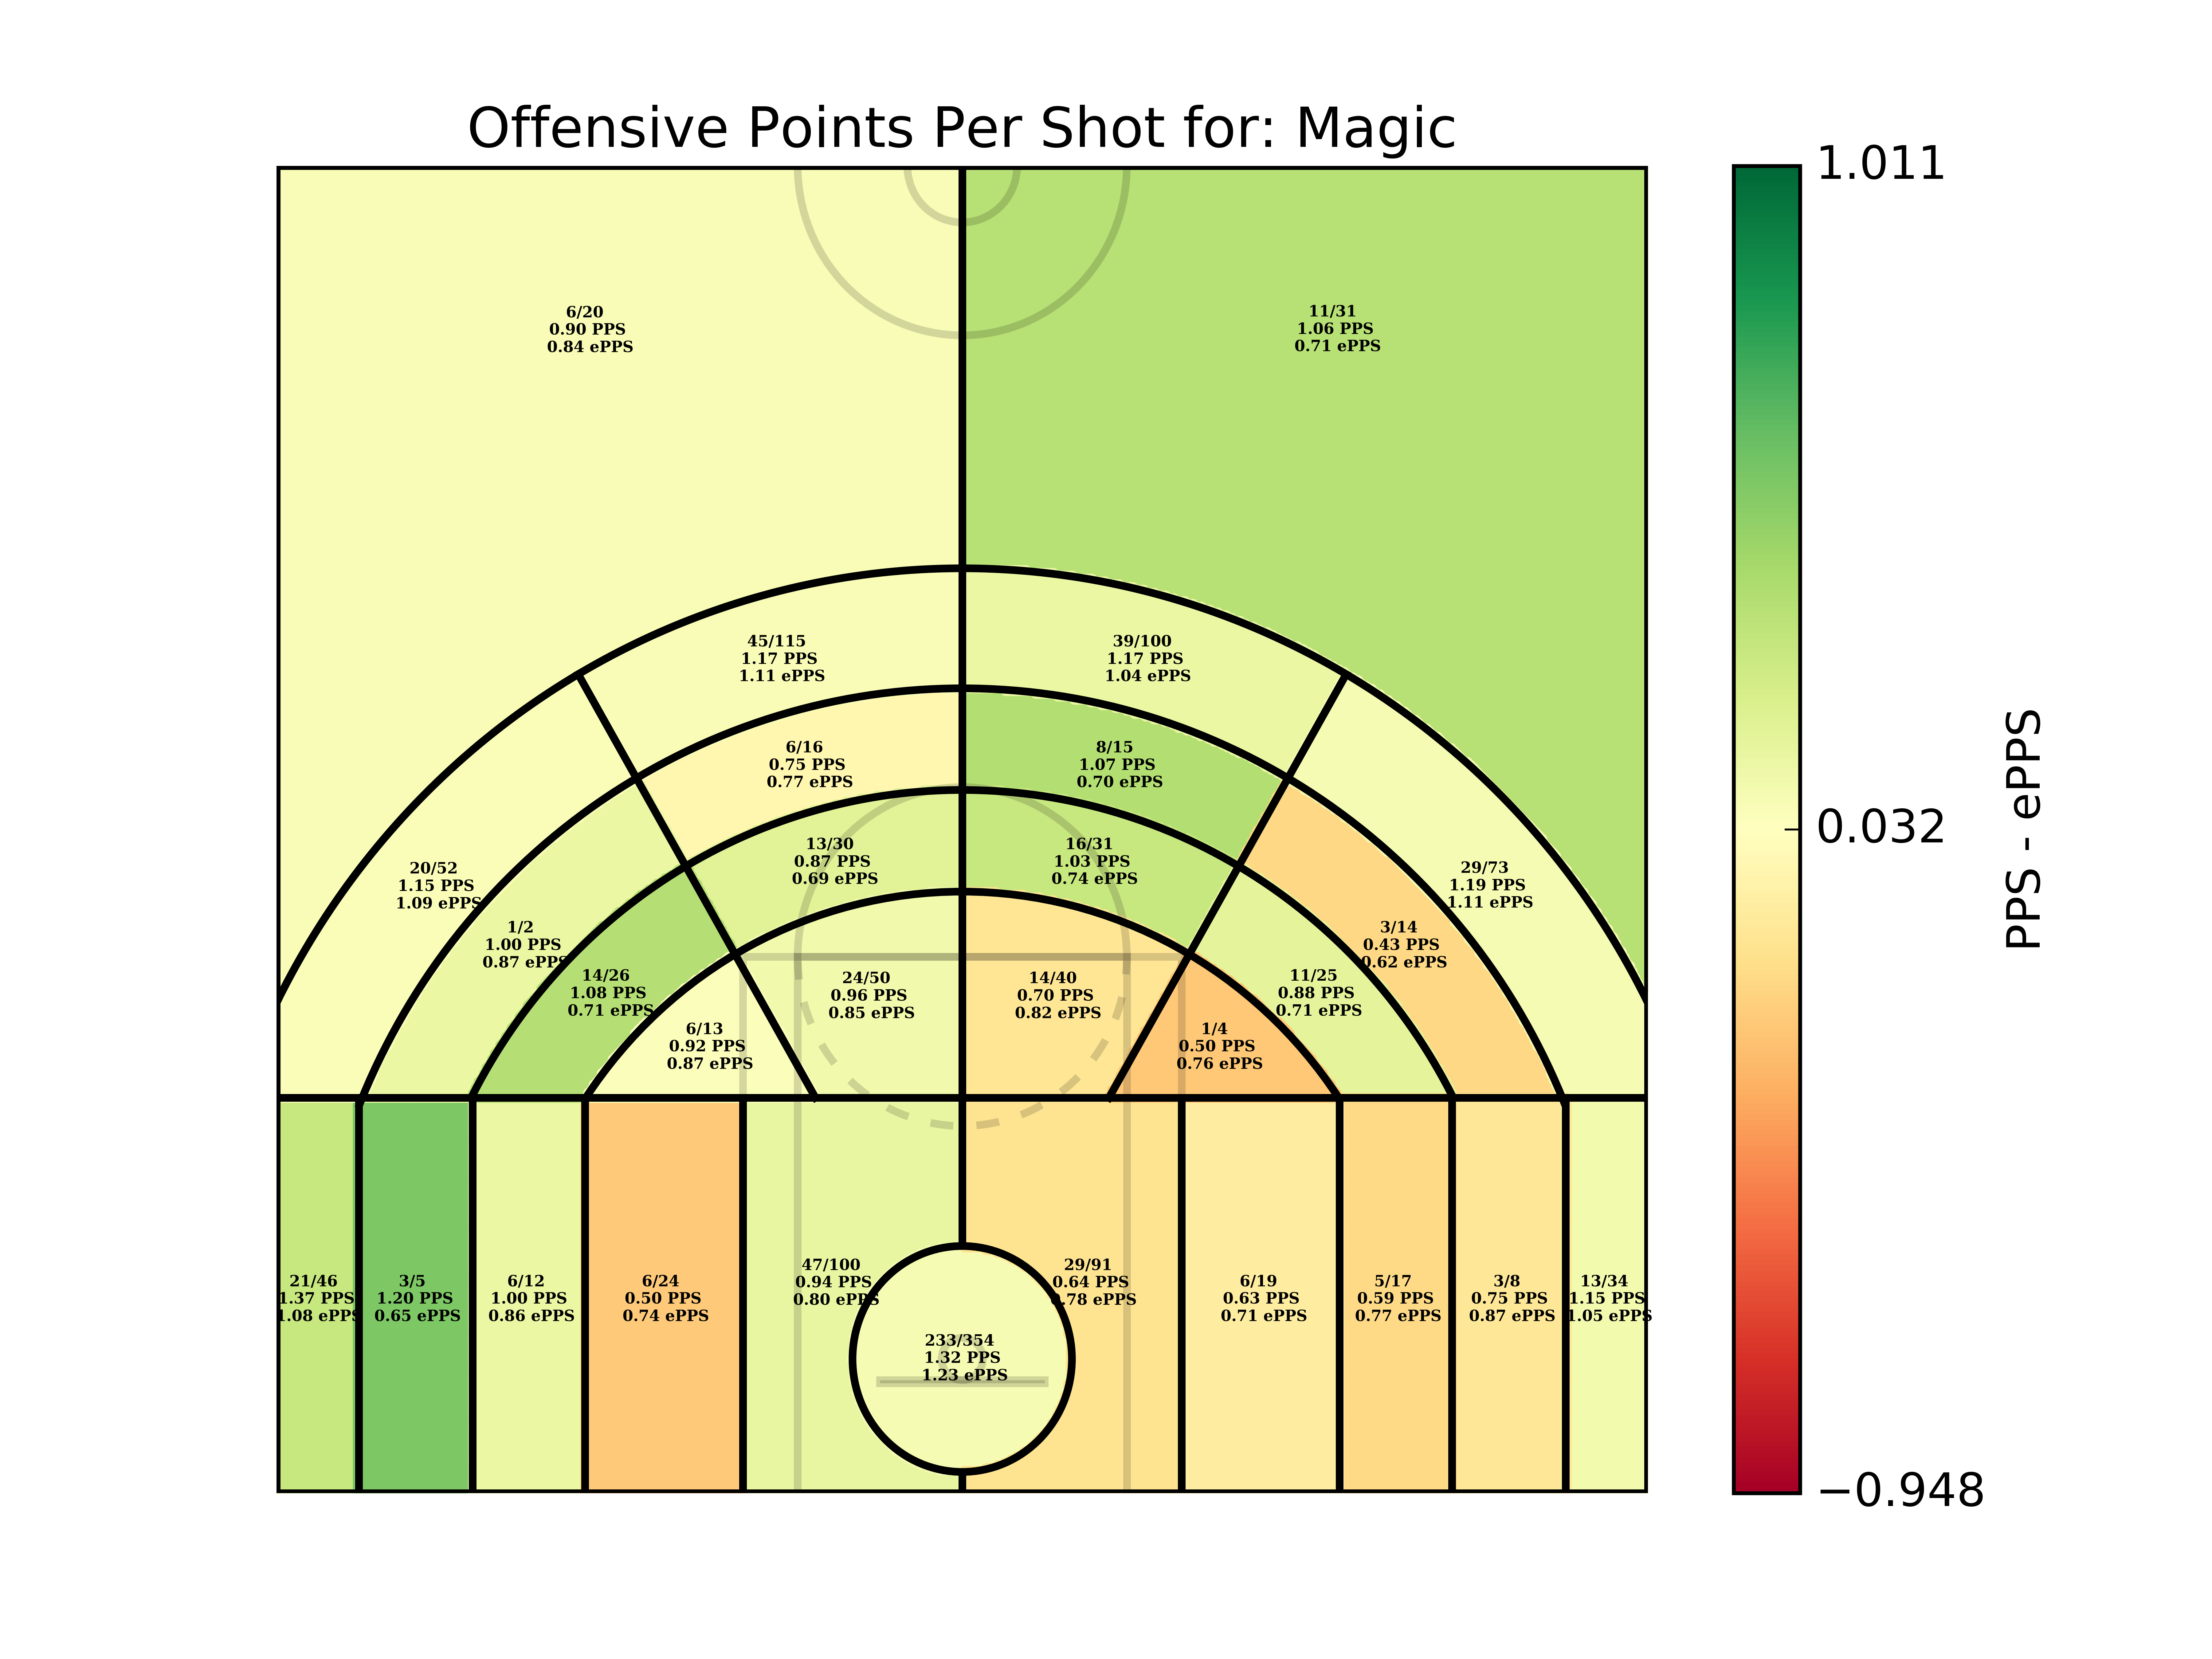 Offensive Points Per Shot for: Magic
1.011
0.032
−0.948
PPS - ePPS
6/20
0.90 PPS
0.84 ePPS
11/31
1.06 PPS
0.71 ePPS
45/115
1.17 PPS
1.11 ePPS
39/100
1.17 PPS
1.04 ePPS
6/16
0.75 PPS
0.77 ePPS
8/15
1.07 PPS
0.70 ePPS
13/30
0.87 PPS
0.69 ePPS
16/31
1.03 PPS
0.74 ePPS
20/52
1.15 PPS
1.09 ePPS
29/73
1.19 PPS
1.11 ePPS
1/2
1.00 PPS
0.87 ePPS
3/14
0.43 PPS
0.62 ePPS
14/26
1.08 PPS
0.71 ePPS
24/50
0.96 PPS
0.85 ePPS
14/40
0.70 PPS
0.82 ePPS
11/25
0.88 PPS
0.71 ePPS
6/13
0.92 PPS
0.87 ePPS
1/4
0.50 PPS
0.76 ePPS
21/46
1.37 PPS
1.08 ePPS
3/5
1.20 PPS
0.65 ePPS
6/12
1.00 PPS
0.86 ePPS
6/24
0.50 PPS
0.74 ePPS
47/100
0.94 PPS
0.80 ePPS
29/91
0.64 PPS
0.78 ePPS
6/19
0.63 PPS
0.71 ePPS
5/17
0.59 PPS
0.77 ePPS
3/8
0.75 PPS
0.87 ePPS
13/34
1.15 PPS
1.05 ePPS
233/354
1.32 PPS
1.23 ePPS